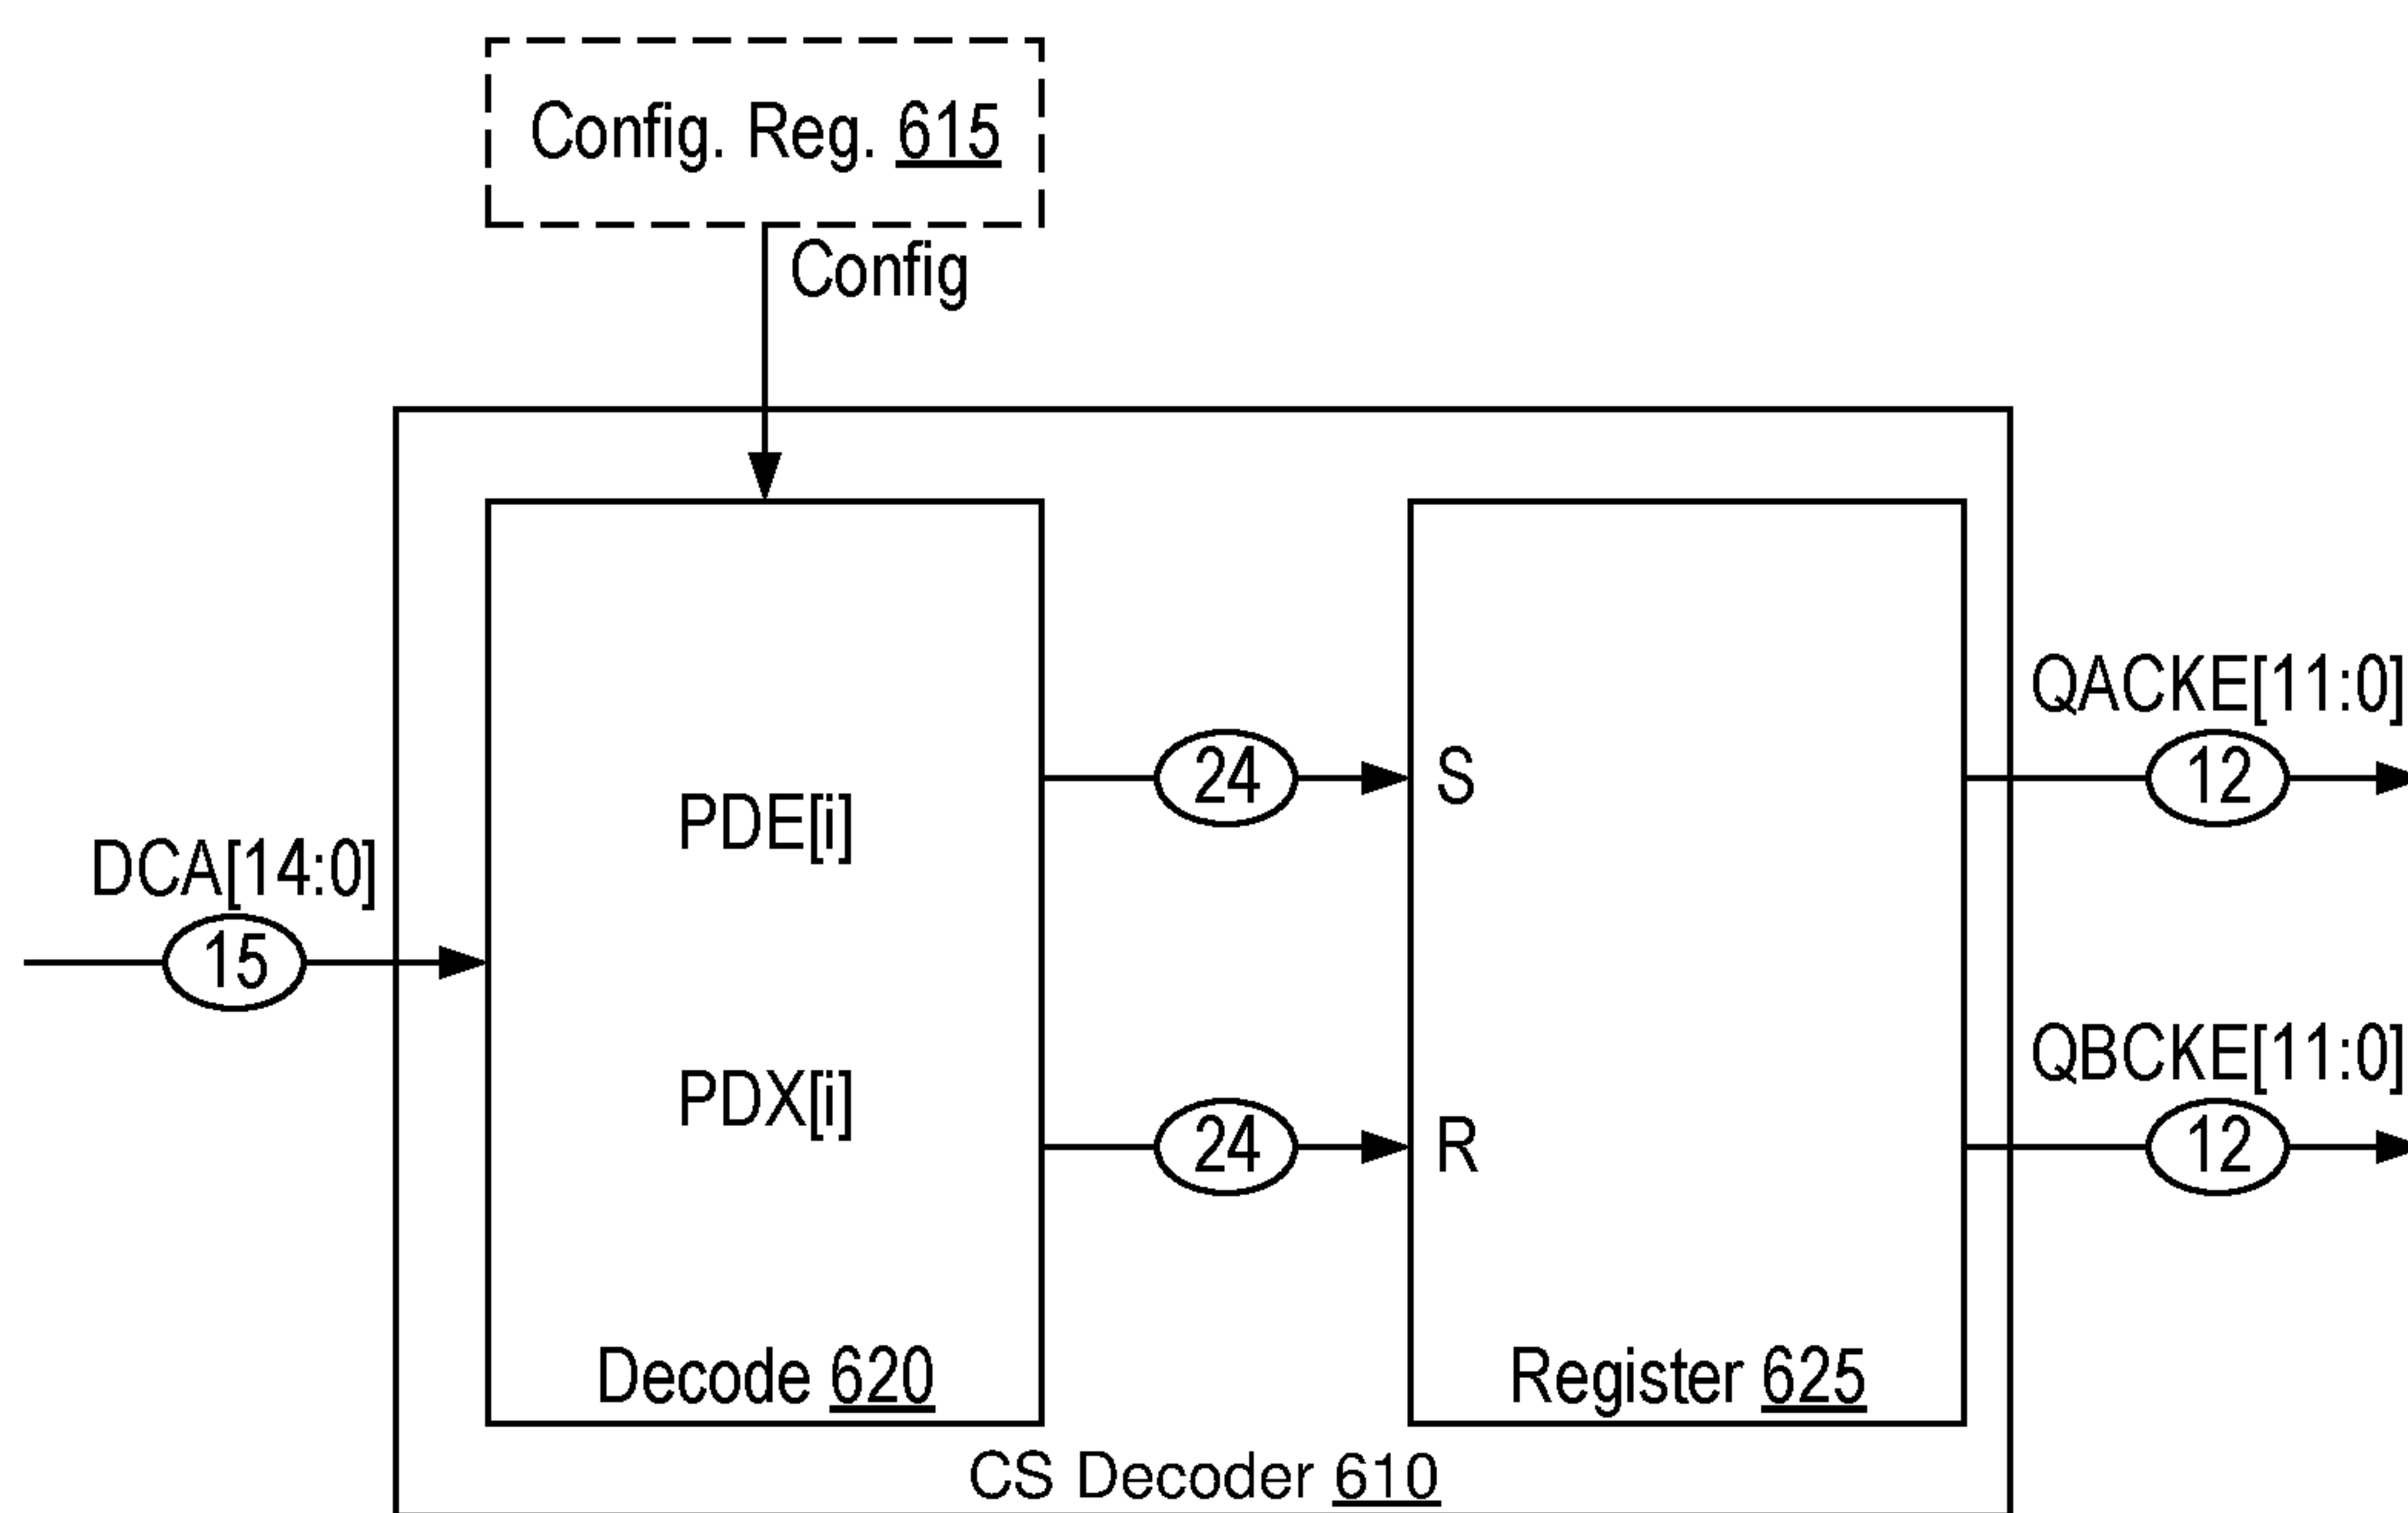 Config. Reg. 615
Config
QACKE[11:0]
24
S
12
PDE[i]
DCA[14:0]
15
QBCKE[11:0]
PDX[i]
24
R
12
Decode 620
Register 625
CS Decoder 610